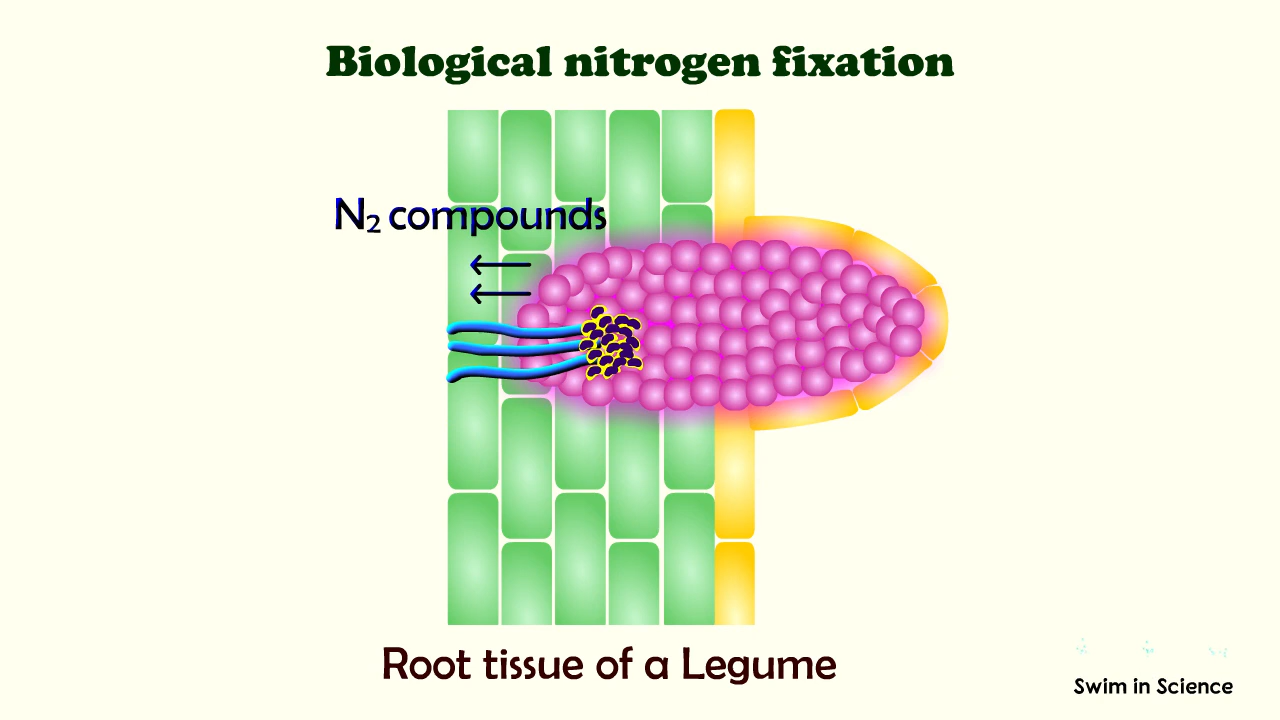 Biological nitrogen fixation
N₂ compounds
Root tissue of a Legume
Swim in Science